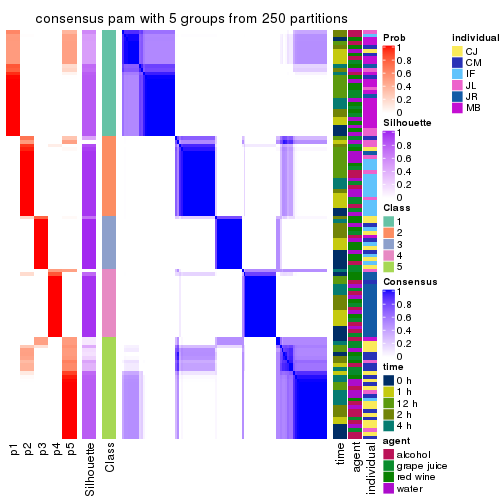 consensus pam with 5 groups from 250 partitions
Prob
1
0.8
0.6
0.4
0.2
0
Silhouette
1
0.8
0.6
0.4
0.2
0
Class
1
2
3
4
5
Consensus
1
0.8
0.6
0.4
0.2
0
time
0 h
1 h
12 h
2 h
4 h
agent
alcohol
grape juice
red wine
water
individual
CJ
CM
IF
JL
JR
MB
p1
p2
p3
p4
p5
Silhouette
Class
time
agent
individual